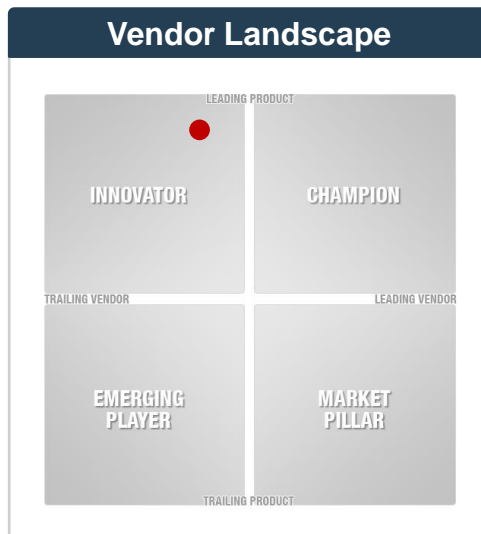 Vendor Landscape
LEADING PRODUCT
INNOVATOR
CHAMPION
TRAILING VENDOR
LEADING VENDOR
EMERGING
PLAYER
MARKET
PILLAR
TRAILING PRODUCT